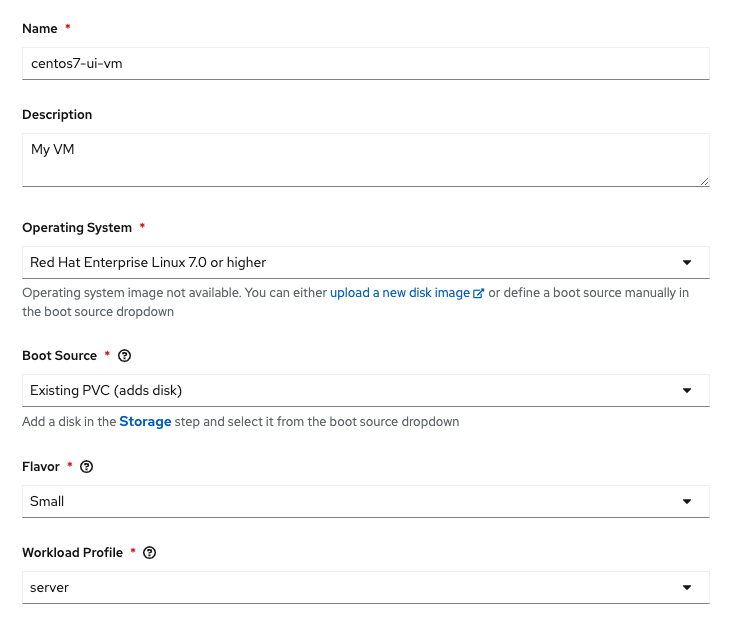 Name *
centos7-ui-vm
Description
My VM
Operating System *
Red Hat Enterprise Linux 7.0 or higher
Operating system image not available. You can either upload a new disk image or define a boot source manually in
the boot source dropdown
Boot Source *
Existing PVC (adds disk)
Add a disk in the Storage step and select it from the boot source dropdown
Flavor *
Small
Workload Profile *
server